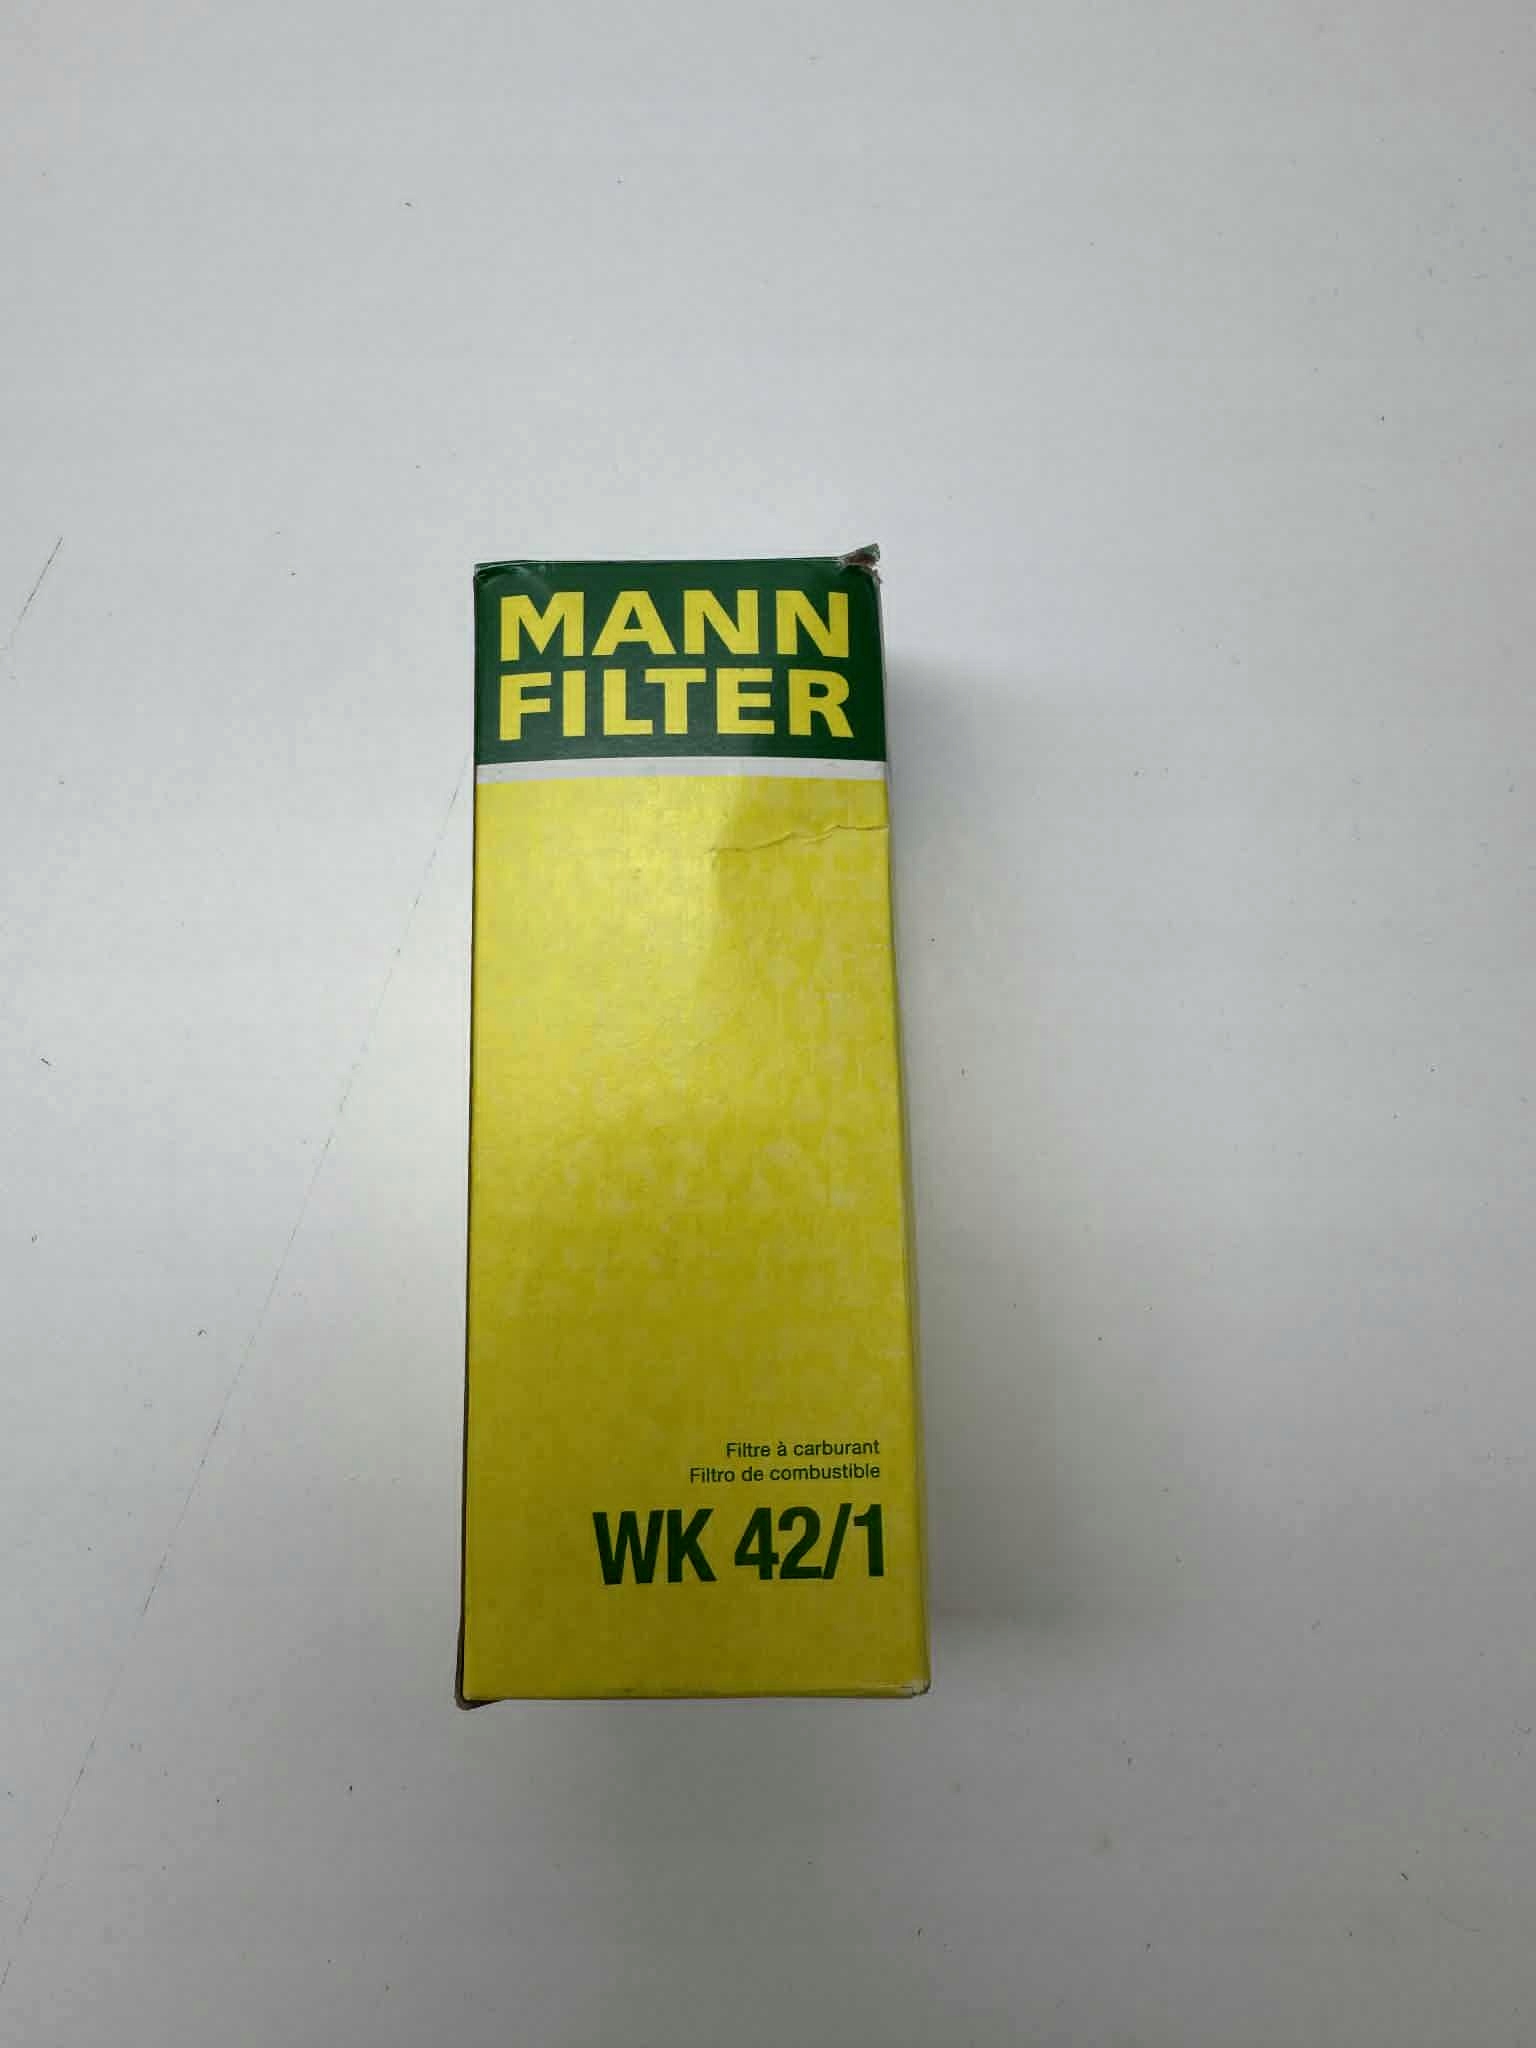 MANN
FILTER
Filtre à carburant
Filtro de combustible
WK 42/1